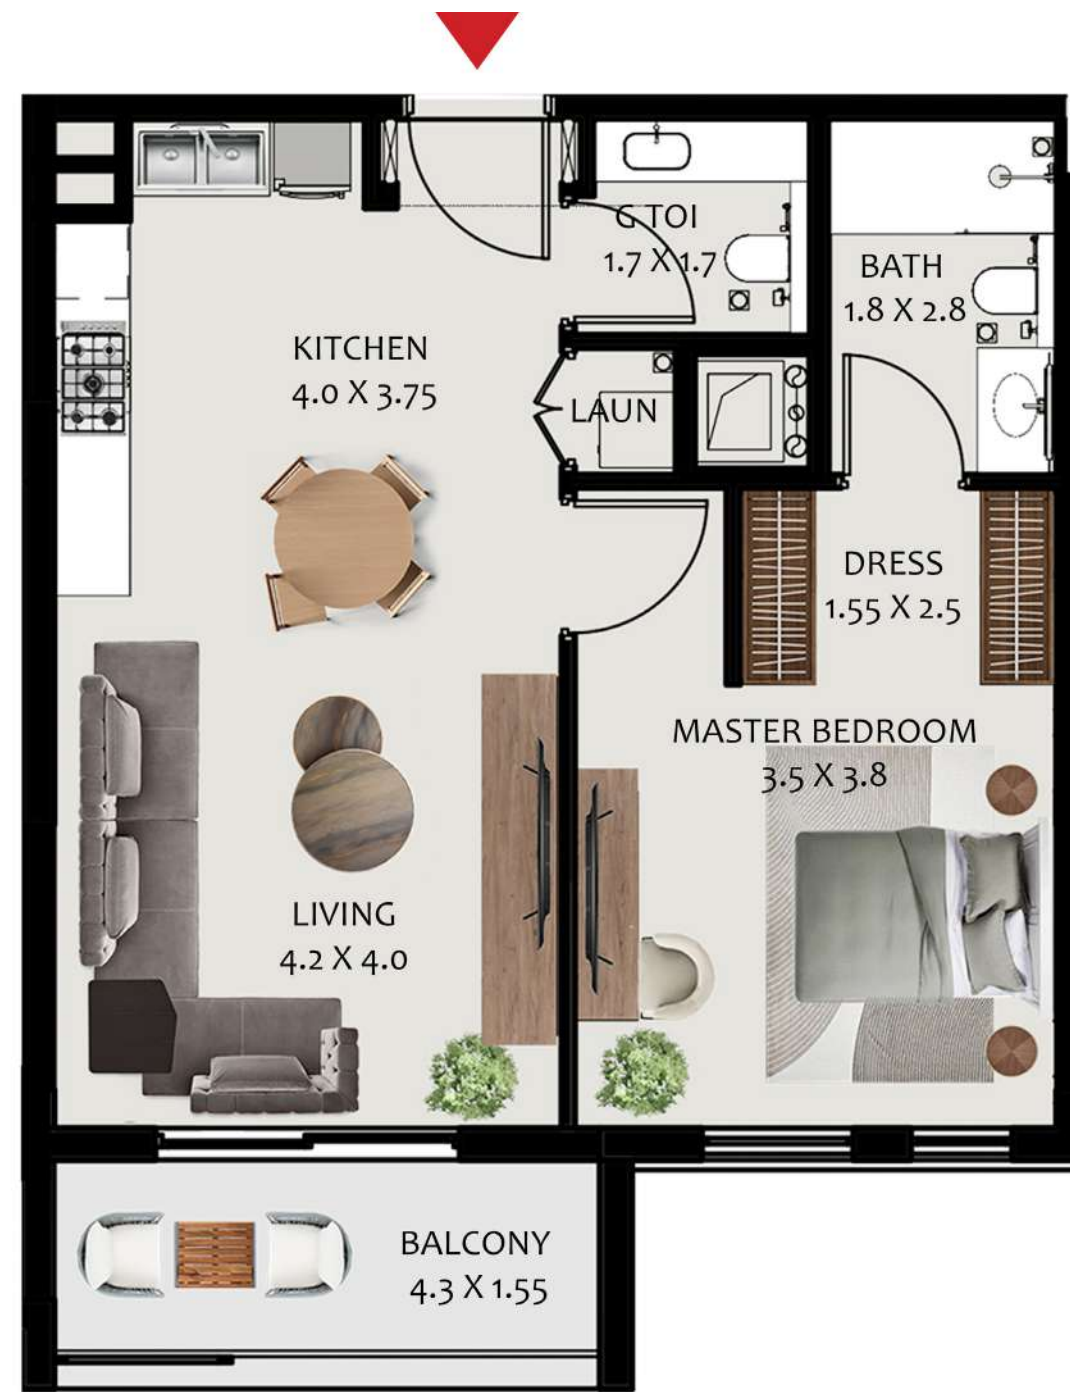 G TOI
1.7 X 1.7
BATH
1.8 X 2.8
KITCHEN
4.0 X 3.75
LAUN
DRESS
1.55 X 2.5
MASTER BEDROOM
3.5 X 3.8
LIVING
4.2 X 4.0
BALCONY
4.3 X 1.55